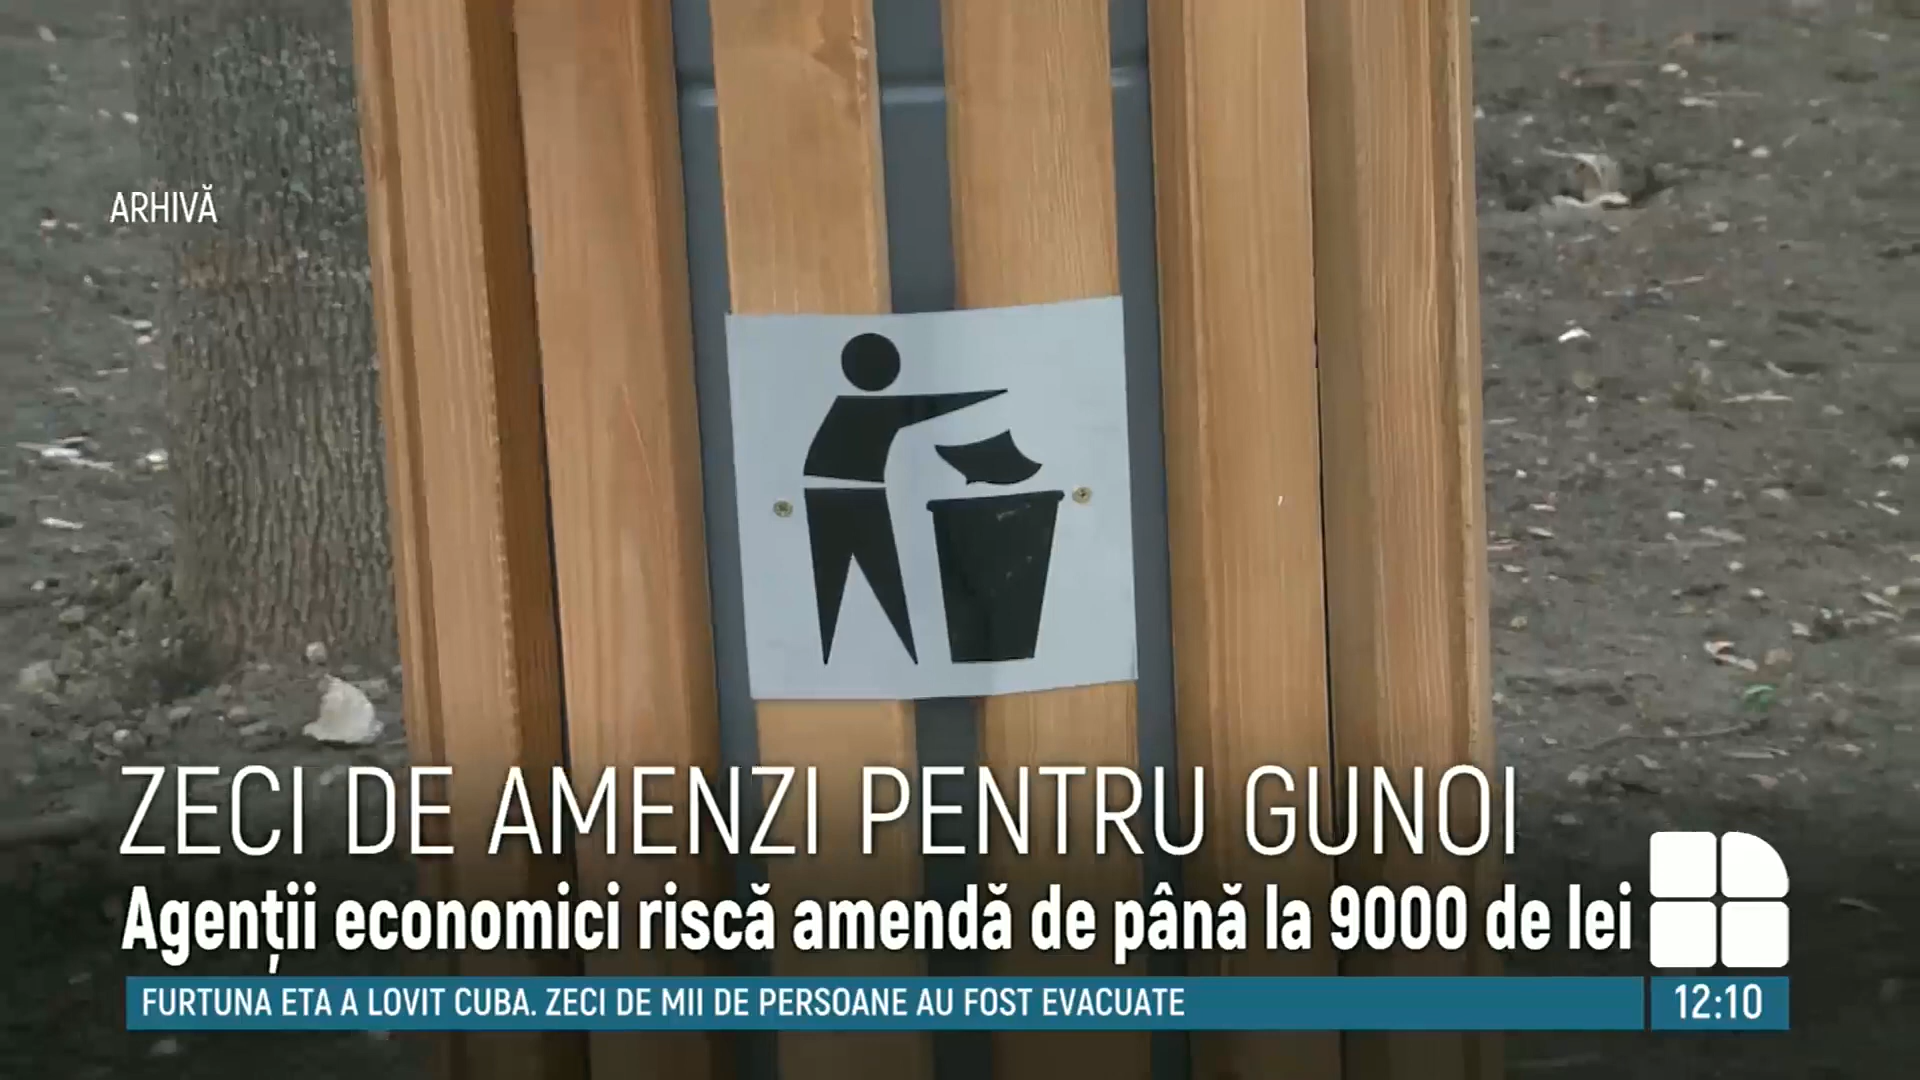 ARHIVĂ
ZECI DE AMENZI PENTRU GUNOI
Agenții economici riscă amendă de până la 9000 de lei
FURTUNA ETA A LOVIT CUBA. ZECI DE MII DE PERSOANE AU FOST EVACUATE
12:10